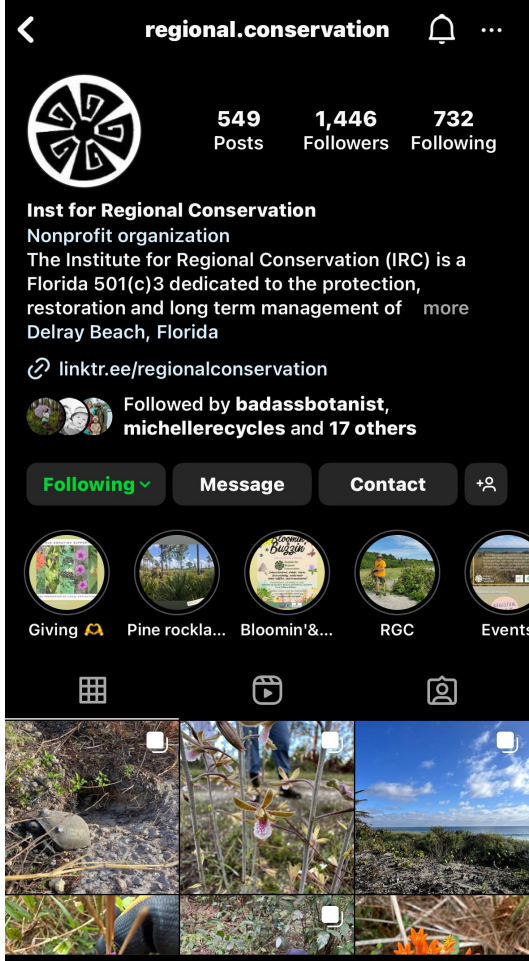 regional.conservation
549 1,446 732
Posts Followers Following
Inst for Regional Conservation
Nonprofit organization
The Institute for Regional Conservation (IRC) is a
Florida 501(c)3 dedicated to the protection,
restoration and long term management of more
Delray Beach, Florida
linktr.ee/regionalconservation
Followed by badassbotanist,
michellerecycles and 17 others
Following Message Contact
Bloomin'
Buzzin'
Giving 🫶 Pine rockla... Bloomin'&... RGC Events